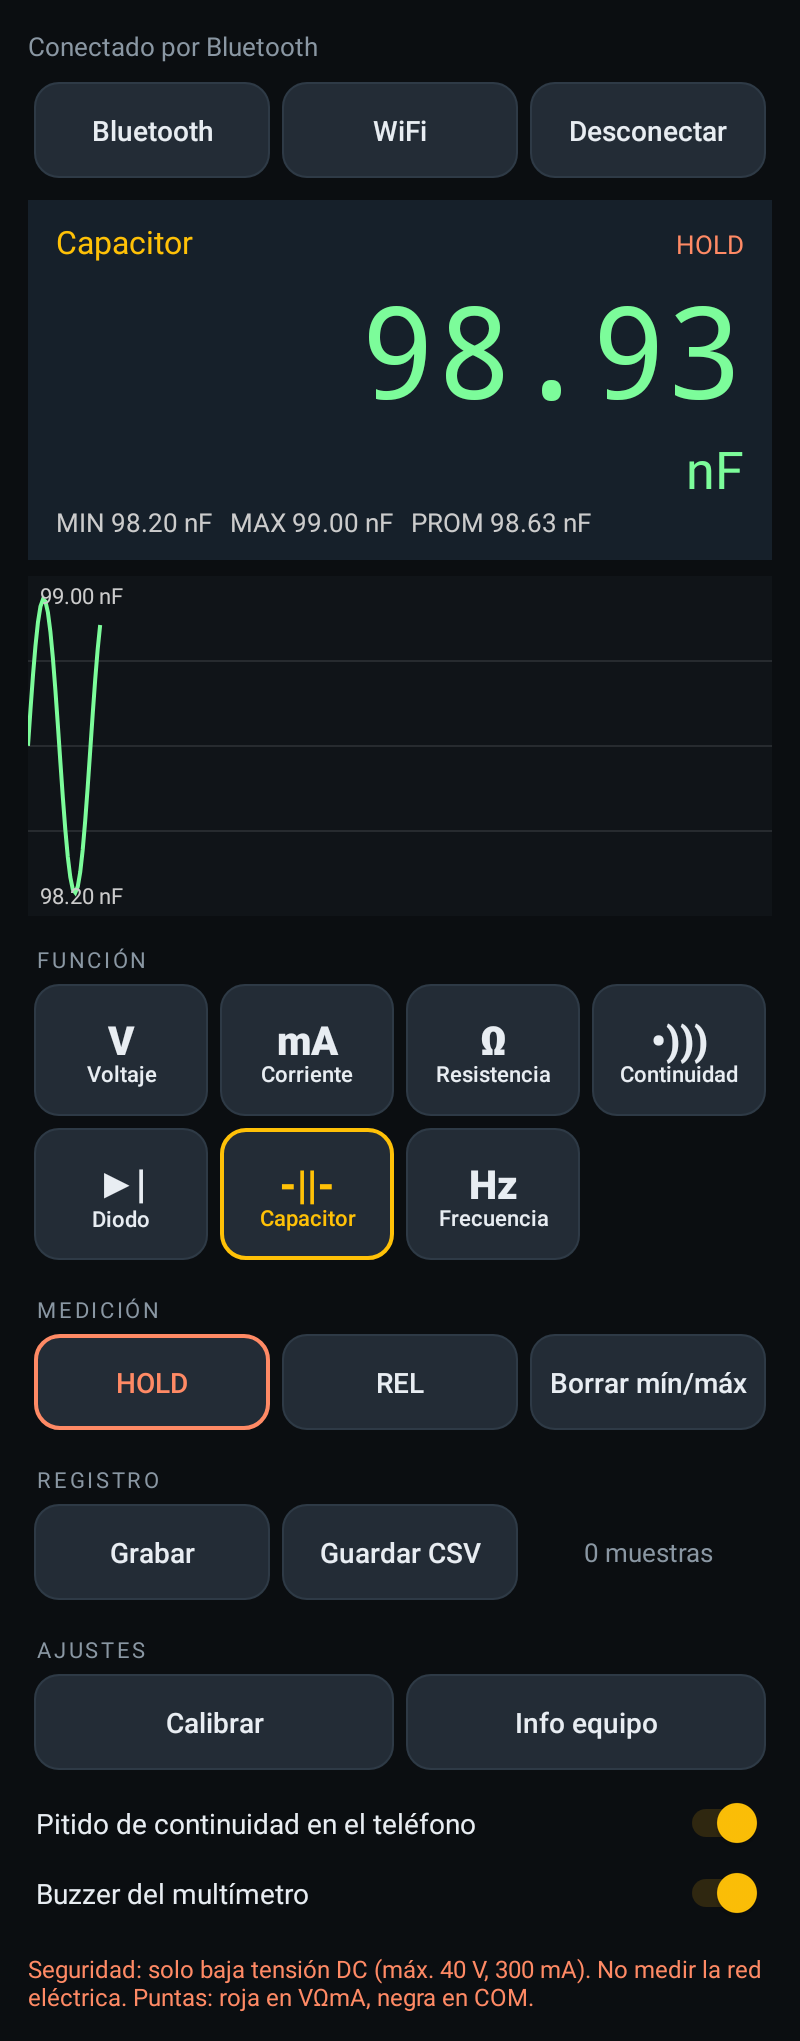 Conectado por Bluetooth
Bluetooth WiFi Desconectar
Capacitor HOLD
98.93
nF
MIN 98.20 nF MAX 99.00 nF PROM 98.63 nF
99.00 nF
98.20 nF
FUNCIÓN
V mA Ω •)))
Voltaje Corriente Resistencia Continuidad
►| -||- Hz
Diodo Capacitor Frecuencia
MEDICIÓN
HOLD REL Borrar mín/máx
REGISTRO
Grabar Guardar CSV 0 muestras
AJUSTES
Calibrar Info equipo
Pitido de continuidad en el teléfono
Buzzer del multímetro
Seguridad: solo baja tensión DC (máx. 40 V, 300 mA). No medir la red
eléctrica. Puntas: roja en VΩmA, negra en COM.